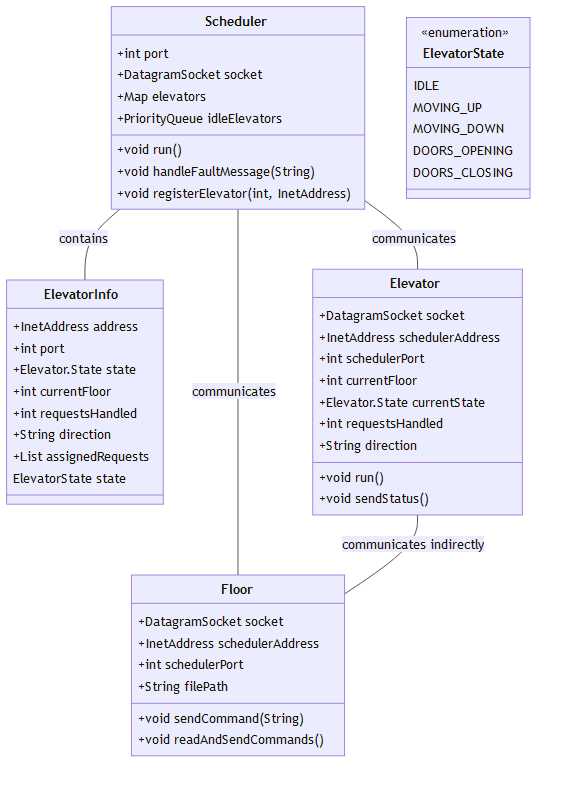 Scheduler
+int port
+DatagramSocket socket
+Map elevators
+PriorityQueue idleElevators
+void run()
+void handleFaultMessage(String)
+void registerElevator(int, InetAddress)
«enumeration»
ElevatorState
IDLE
MOVING_UP
MOVING_DOWN
DOORS_OPENING
DOORS_CLOSING
contains
communicates
communicates
ElevatorInfo
+InetAddress address
+int port
+Elevator.State state
+int currentFloor
+int requestsHandled
+String direction
+List assignedRequests
ElevatorState state
Elevator
+DatagramSocket socket
+InetAddress schedulerAddress
+int schedulerPort
+int currentFloor
+Elevator.State currentState
+int requestsHandled
+String direction
+void run()
+void sendStatus()
communicates indirectly
Floor
+DatagramSocket socket
+InetAddress schedulerAddress
+int schedulerPort
+String filePath
+void sendCommand(String)
+void readAndSendCommands()